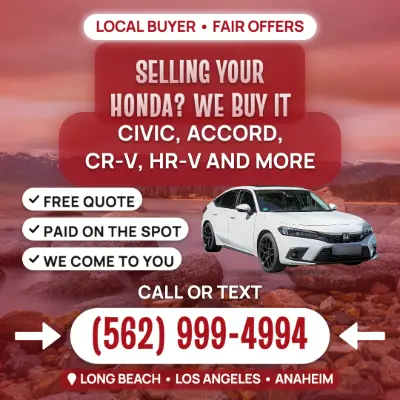 LOCAL BUYER • FAIR OFFERS
SELLING YOUR
HONDA? WE BUY IT
CIVIC, ACCORD,
CR-V, HR-V AND MORE
FREE QUOTE
PAID ON THE SPOT
WE COME TO YOU
CALL OR TEXT
(562) 999-4994
LONG BEACH • LOS ANGELES • ANAHEIM